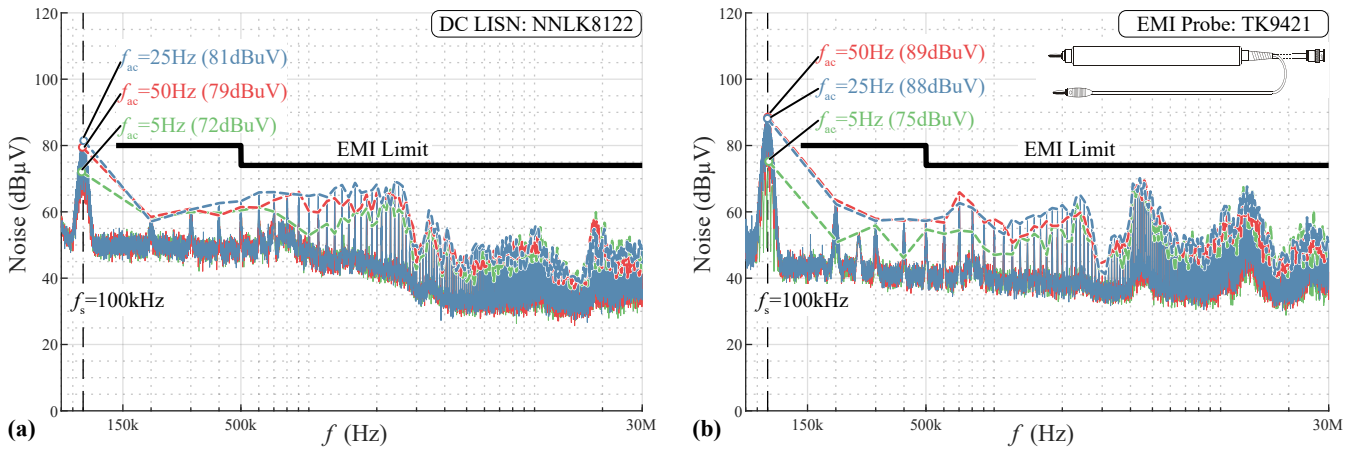 DC LISN: NNLK8122
120
100
80
60
40
20
0
Noise (dBµV)
fac=25Hz (81dBuV)
fac=50Hz (79dBuV)
fac=5Hz (72dBuV)
EMI Limit
fs=100kHz
150k
500k
30M
f (Hz)
(a)
EMI Probe: TK9421
120
100
80
60
40
20
0
Noise (dBµV)
fac=50Hz (89dBuV)
fac=25Hz (88dBuV)
fac=5Hz (75dBuV)
EMI Limit
fs=100kHz
150k
500k
30M
f (Hz)
(b)